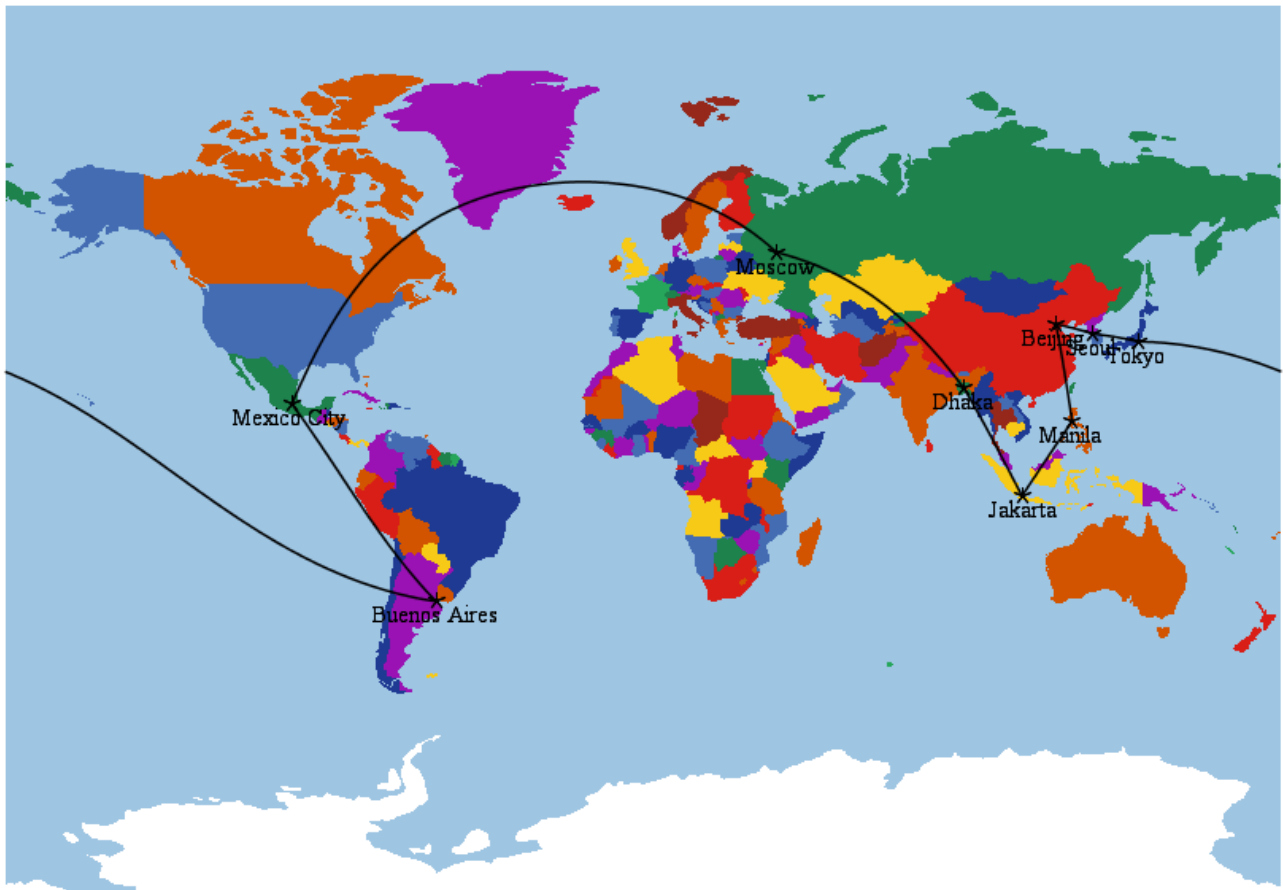 Moscow
Beijing
Seoul
Tokyo
Dhaka
Mexico City
Manila
Jakarta
Buenos Aires